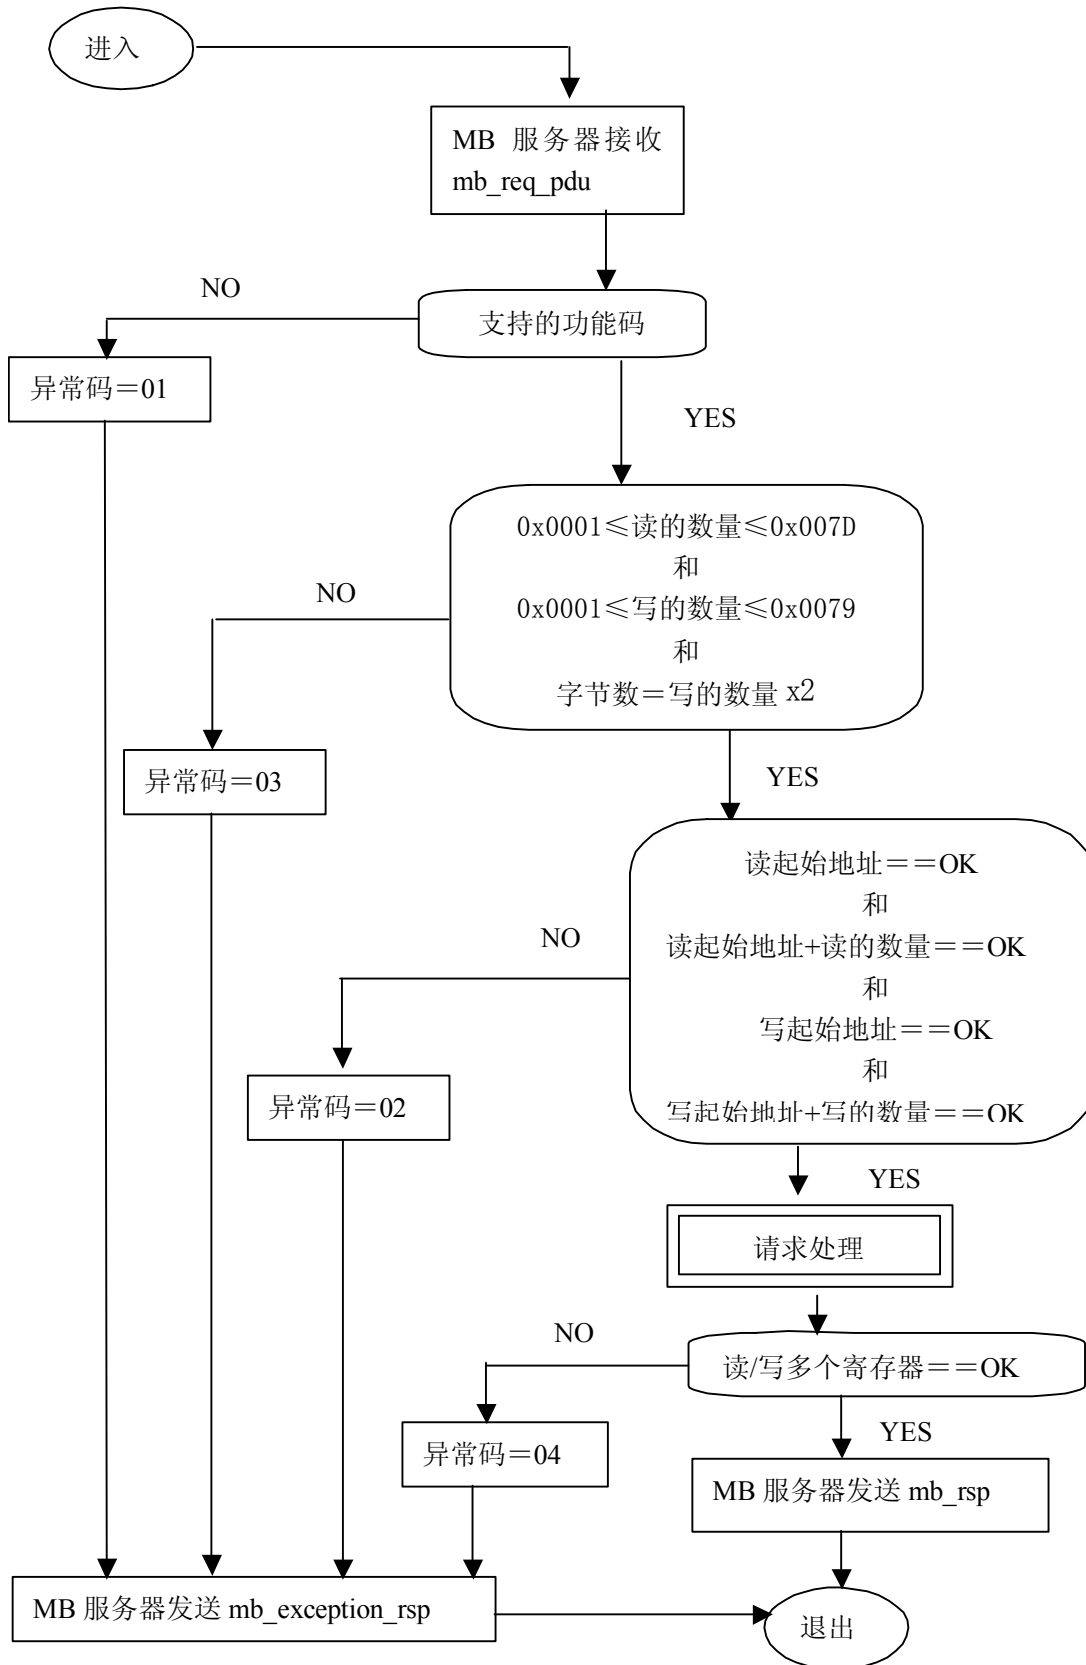 进入
MB 服务器接收
mb_req_pdu
NO
支持的功能码
异常码＝01
YES
0x0001≤读的数量≤0x007D
和
NO
0x0001≤写的数量≤0x0079
和
字节数＝写的数量 x2
异常码＝03
YES
读起始地址＝＝OK
和
NO
读起始地址+读的数量＝＝OK
和
写起始地址＝＝OK
和
异常码＝02
写起始地址+写的数量＝＝OK
YES
请求处理
NO
读/写多个寄存器＝＝OK
异常码＝04
YES
MB 服务器发送 mb_rsp
MB 服务器发送 mb_exception_rsp
退出